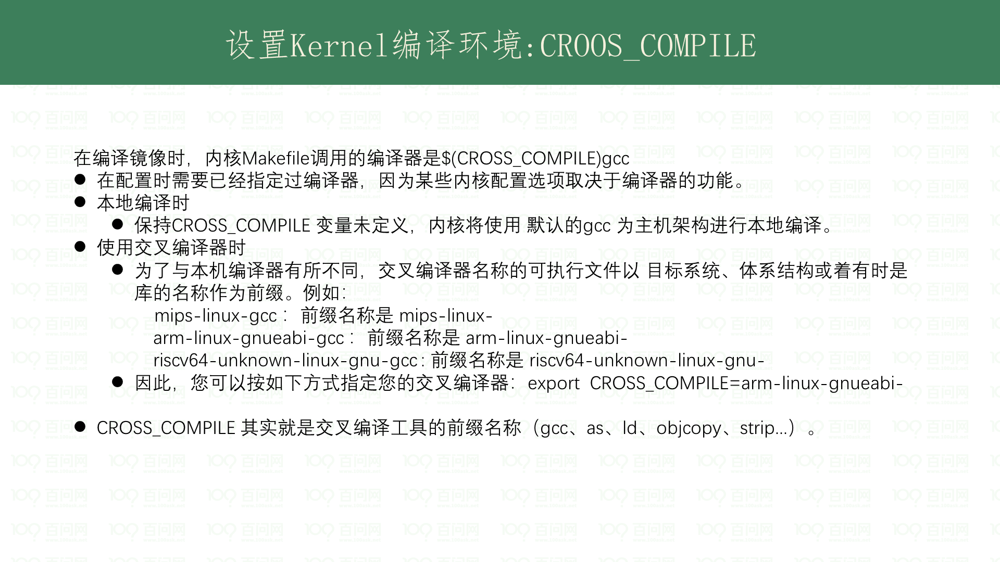 设置Kernel编译环境:CROOS_COMPILE
在编译镜像时，内核Makefile调用的编译器是$(CROSS_COMPILE)gcc
● 在配置时需要已经指定过编译器，因为某些内核配置选项取决于编译器的功能。
● 本地编译时
● 保持CROSS_COMPILE 变量未定义，内核将使用 默认的gcc 为主机架构进行本地编译。
● 使用交叉编译器时
● 为了与本机编译器有所不同，交叉编译器名称的可执行文件以 目标系统、体系结构或着有时是
库的名称作为前缀。例如：
mips-linux-gcc： 前缀名称是 mips-linux-
arm-linux-gnueabi-gcc： 前缀名称是 arm-linux-gnueabi-
riscv64-unknown-linux-gnu-gcc: 前缀名称是 riscv64-unknown-linux-gnu-
● 因此，您可以按如下方式指定您的交叉编译器：export CROSS_COMPILE=arm-linux-gnueabi-
● CROSS_COMPILE 其实就是交叉编译工具的前缀名称（gcc、as、ld、objcopy、strip...）。
百问网
www.100ask.net